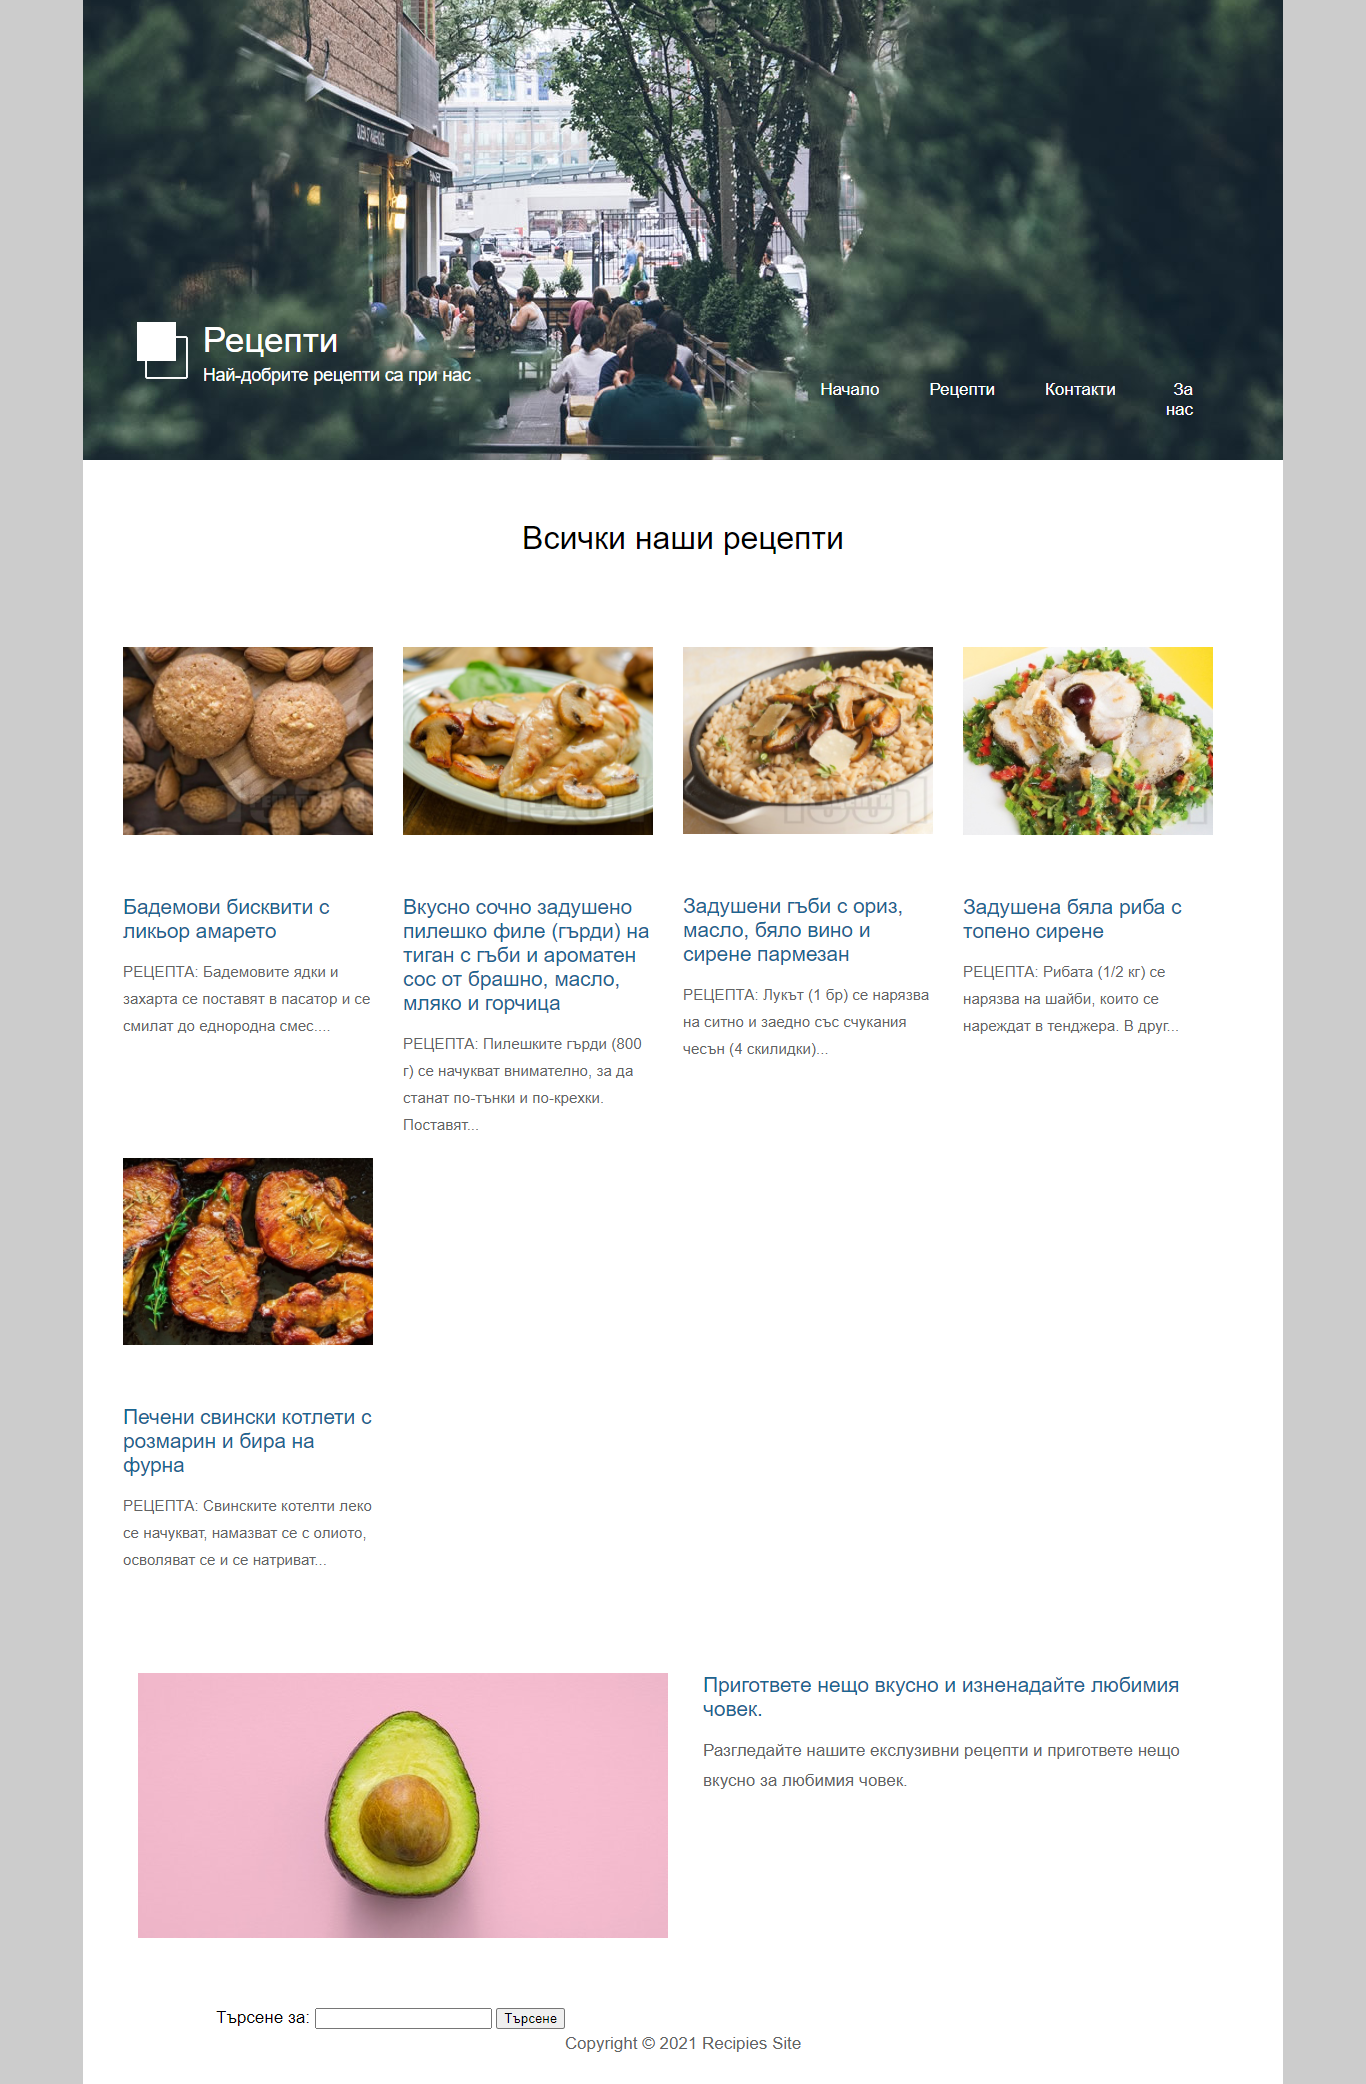 Рецепти
Най-добрите рецепти са при нас
Начало Рецепти Контакти За
нас
Всички наши рецепти
Бадемови бисквити с
ликьор амарето
РЕЦЕПТА: Бадемовите ядки и
захарта се поставят в пасатор и се
смилат до еднородна смес....
Вкусно сочно задушено
пилешко филе (гърди) на
тиган с гъби и ароматен
сос от брашно, масло,
мляко и горчица
РЕЦЕПТА: Пилешките гърди (800
г) се начукват внимателно, за да
станат по-тънки и по-крехки.
Поставят...
Задушени гъби с ориз,
масло, бяло вино и
сирене пармезан
РЕЦЕПТА: Лукът (1 бр) се нарязва
на ситно и заедно със счукания
чесън (4 скилидки)...
Задушена бяла риба с
топено сирене
РЕЦЕПТА: Рибата (1/2 кг) се
нарязва на шайби, които се
нареждат в тенджера. В друг...
Печени свински котлети с
розмарин и бира на
фурна
РЕЦЕПТА: Свинските котелти леко
се начукват, намазват се с олиото,
осволяват се и се натриват...
Пригответе нещо вкусно и изненадайте любимия
човек.
Разгледайте нашите екслузивни рецепти и пригответе нещо
вкусно за любимия човек.
Търсене за: Търсене
Copyright © 2021 Recipies Site